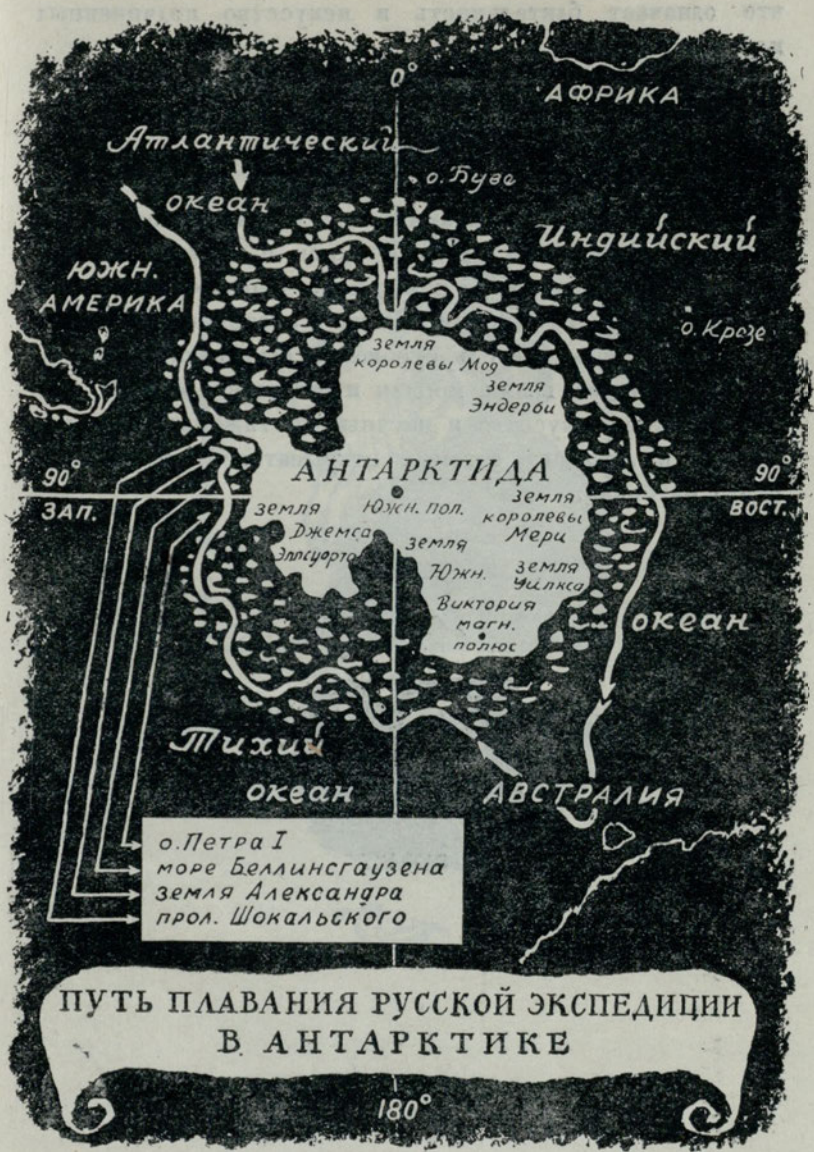 0°
АФРИКА
Атлантический
океан
о. Буве
Индийский
ЮЖН.
АМЕРИКА
о. Крозе
земля
королевы Мод
земля
Эндерби
АНТАРКТИДА
90°
ЗАП.
90°
ВОСТ.
Южн. пол.
земля
Джемса
Эллсуорта
земля
королевы
Мери
земля
Южн.
земля
Уилкса
Виктория
магн.
полюс
океан
Тихий
океан
АВСТРАЛИЯ
о. Петра I
море Беллинсгаузена
земля Александра
прол. Шокальского
ПУТЬ ПЛАВАНИЯ РУССКОЙ ЭКСПЕДИЦИИ
В АНТАРКТИКЕ
180°